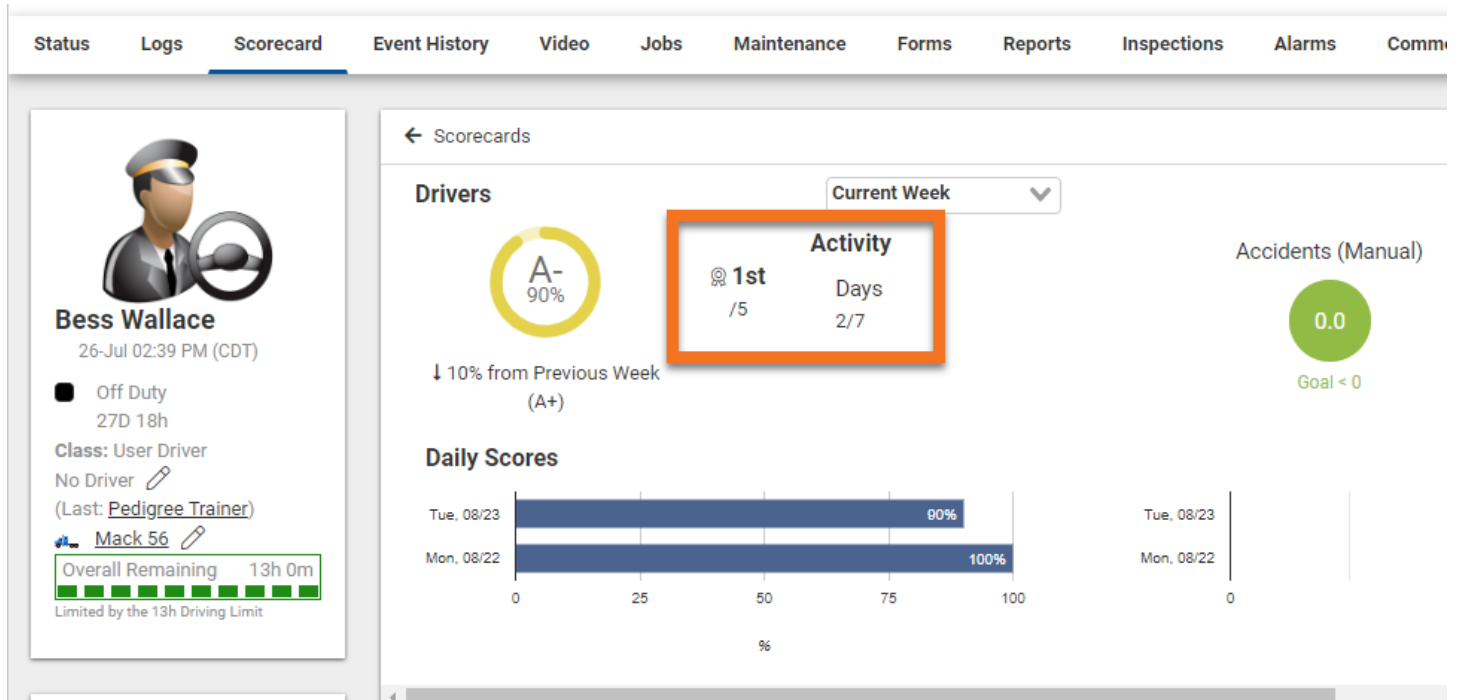 Status Logs Scorecard Event History Video Jobs Maintenance Forms Reports Inspections Alarms
Bess Wallace
26-Jul 02:39 PM (CDT)
Off Duty
27D 18h
Class: User Driver
No Driver
(Last: Pedigree Trainer)
Mack 56
Overall Remaining 13h 0m
Limited by the 13h Driving Limit
← Scorecards
Drivers
Current Week
A-
90%
↓ 10% from Previous Week
(A+)
1st
/5
Activity
Days
2/7
Accidents (Manual)
0.0
Goal < 0
Daily Scores
Tue, 08/23 90%
Mon, 08/22 100%
0 25 50 75 100
%
Tue, 08/23
Mon, 08/22
0